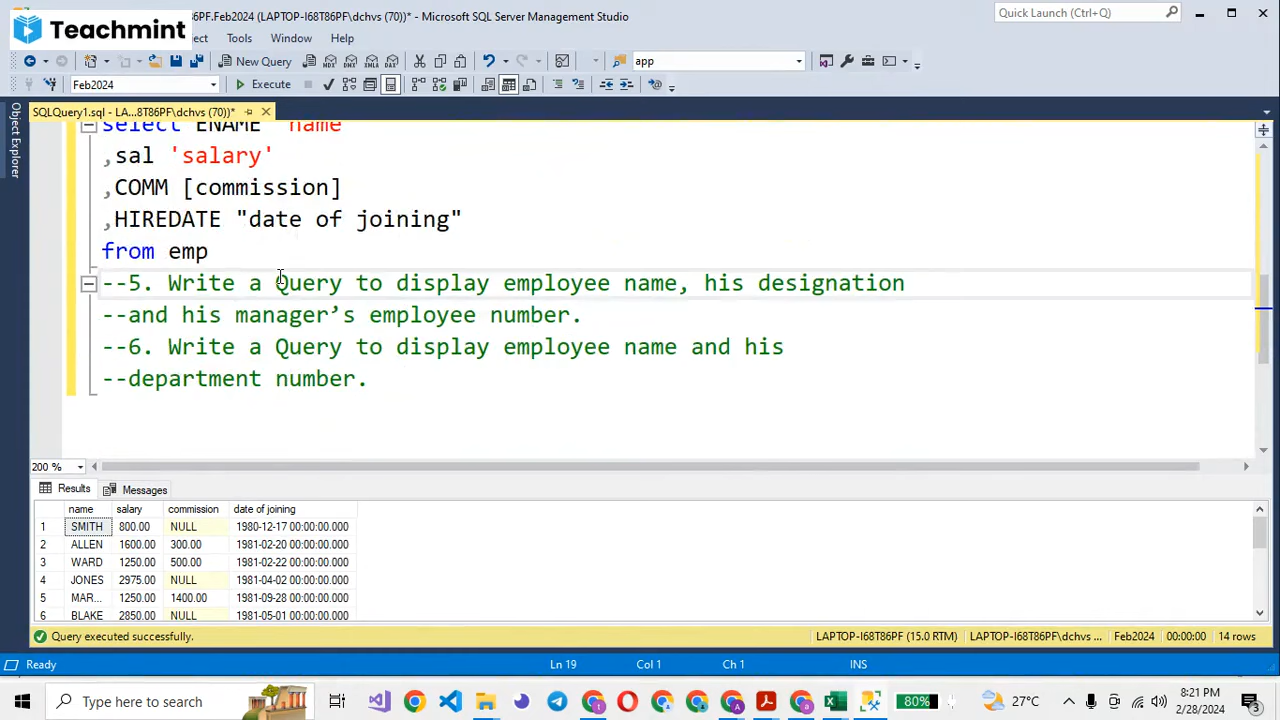 Teachmint
PF.Feb2024 (LAPTOP-I68T86PF\dchvs (70))* - Microsoft SQL Server Management Studio
Quick Launch (Ctrl+Q)
Tools Window Help
New Query
app
Feb2024
Execute
SQLQuery1.sql - LA...8T86PF\dchvs (70))*
Object Explorer
select ENAME 'name'
,sal 'salary'
,COMM [commission]
,HIREDATE "date of joining"
from emp
--5. Write a Query to display employee name, his designation
--and his manager’s employee number.
--6. Write a Query to display employee name and his
--department number.
200 %
Results Messages
name salary commission date of joining
1 SMITH 800.00 NULL 1980-12-17 00:00:00.000
2 ALLEN 1600.00 300.00 1981-02-20 00:00:00.000
3 WARD 1250.00 500.00 1981-02-22 00:00:00.000
4 JONES 2975.00 NULL 1981-04-02 00:00:00.000
5 MAR... 1250.00 1400.00 1981-09-28 00:00:00.000
6 BLAKE 2850.00 NULL 1981-05-01 00:00:00.000
Query executed successfully.
LAPTOP-I68T86PF (15.0 RTM) LAPTOP-I68T86PF\dchvs ... Feb2024 00:00:00 14 rows
Ready Ln 19 Col 1 Ch 1 INS
Type here to search
80%
27°C
8:21 PM
2/28/2024
3